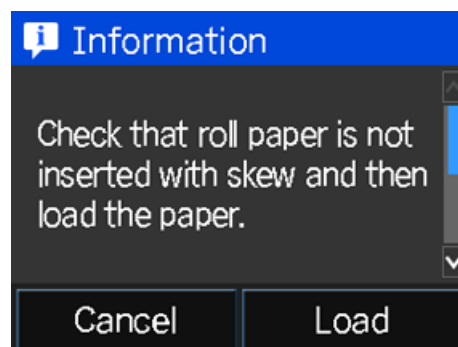 Information
Check that roll paper is not
inserted with skew and then
load the paper.
Cancel
Load